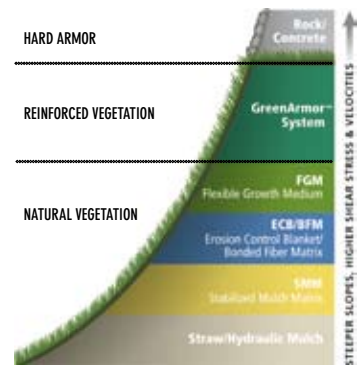 HARD ARMOR
Rock/
Concrete
REINFORCED VEGETATION
GreenArmor™
System
NATURAL VEGETATION
FGM
Flexible Growth Medium
ECB/BFM
Erosion Control Blanket/
Bonded Fiber Matrix
SMM
Stabilized Mulch Matrix
Straw/Hydraulic Mulch
STEEPER SLOPES, HIGHER SHEAR STRESS & VELOCITIES